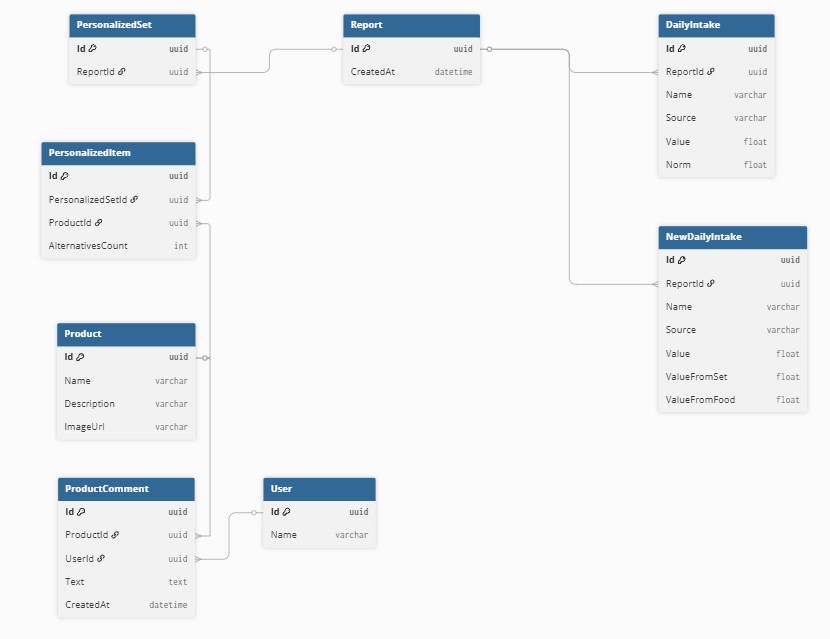 PersonalizedSet
Id uuid
ReportId uuid
Report
Id uuid
CreatedAt datetime
DailyIntake
Id uuid
ReportId uuid
Name varchar
Source varchar
Value float
Norm float
PersonalizedItem
Id uuid
PersonalizedSetId uuid
ProductId uuid
AlternativesCount int
NewDailyIntake
Id uuid
ReportId uuid
Name varchar
Source varchar
Value float
ValueFromSet float
ValueFromFood float
Product
Id uuid
Name varchar
Description varchar
ImageUrl varchar
ProductComment
Id uuid
ProductId uuid
UserId uuid
Text text
CreatedAt datetime
User
Id uuid
Name varchar